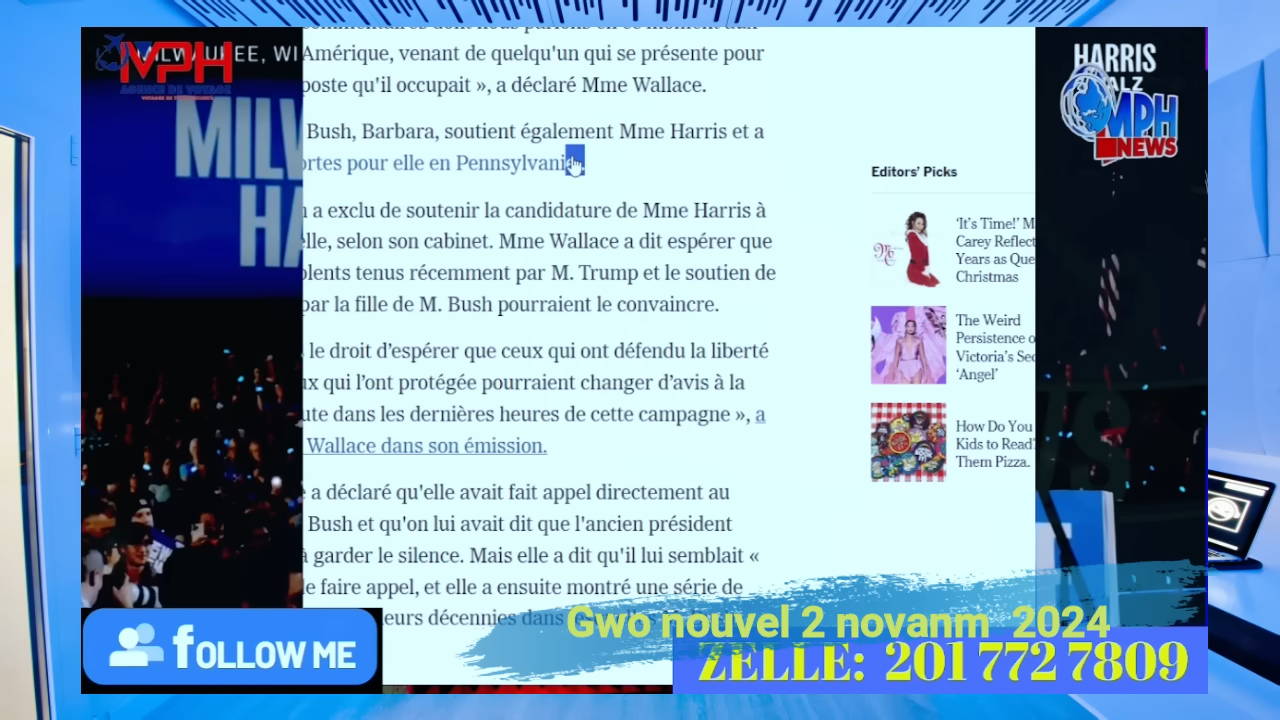 MILWAUKEE, WI
MPH
AGENCE DE VOYAGE
MILW
HA
HARRIS
WALZ
MPH
NEWS
Amérique, venant de quelqu'un qui se présente pour
poste qu'il occupait », a déclaré Mme Wallace.
Bush, Barbara, soutient également Mme Harris et a
ortes pour elle en Pennsylvani
a exclu de soutenir la candidature de Mme Harris à
elle, selon son cabinet. Mme Wallace a dit espérer que
olents tenus récemment par M. Trump et le soutien de
par la fille de M. Bush pourraient le convaincre.
le droit d'espérer que ceux qui ont défendu la liberté
ux qui l'ont protégée pourraient changer d'avis à la
ute dans les dernières heures de cette campagne », a
Wallace dans son émission.
a déclaré qu'elle avait fait appel directement au
Bush et qu'on lui avait dit que l'ancien président
à garder le silence. Mais elle a dit qu'il lui semblait «
le faire appel, et elle a ensuite montré une série de
eurs décennies dans
Editors' Picks
'It's Time!' M
Carey Reflect
Years as Que
Christmas
The Weird
Persistence o
Victoria's Sec
'Angel'
How Do You
Kids to Read?
Them Pizza.
fOLLOW ME
Gwo nouvel 2 novanm 2024
ZELLE: 201 772 7809